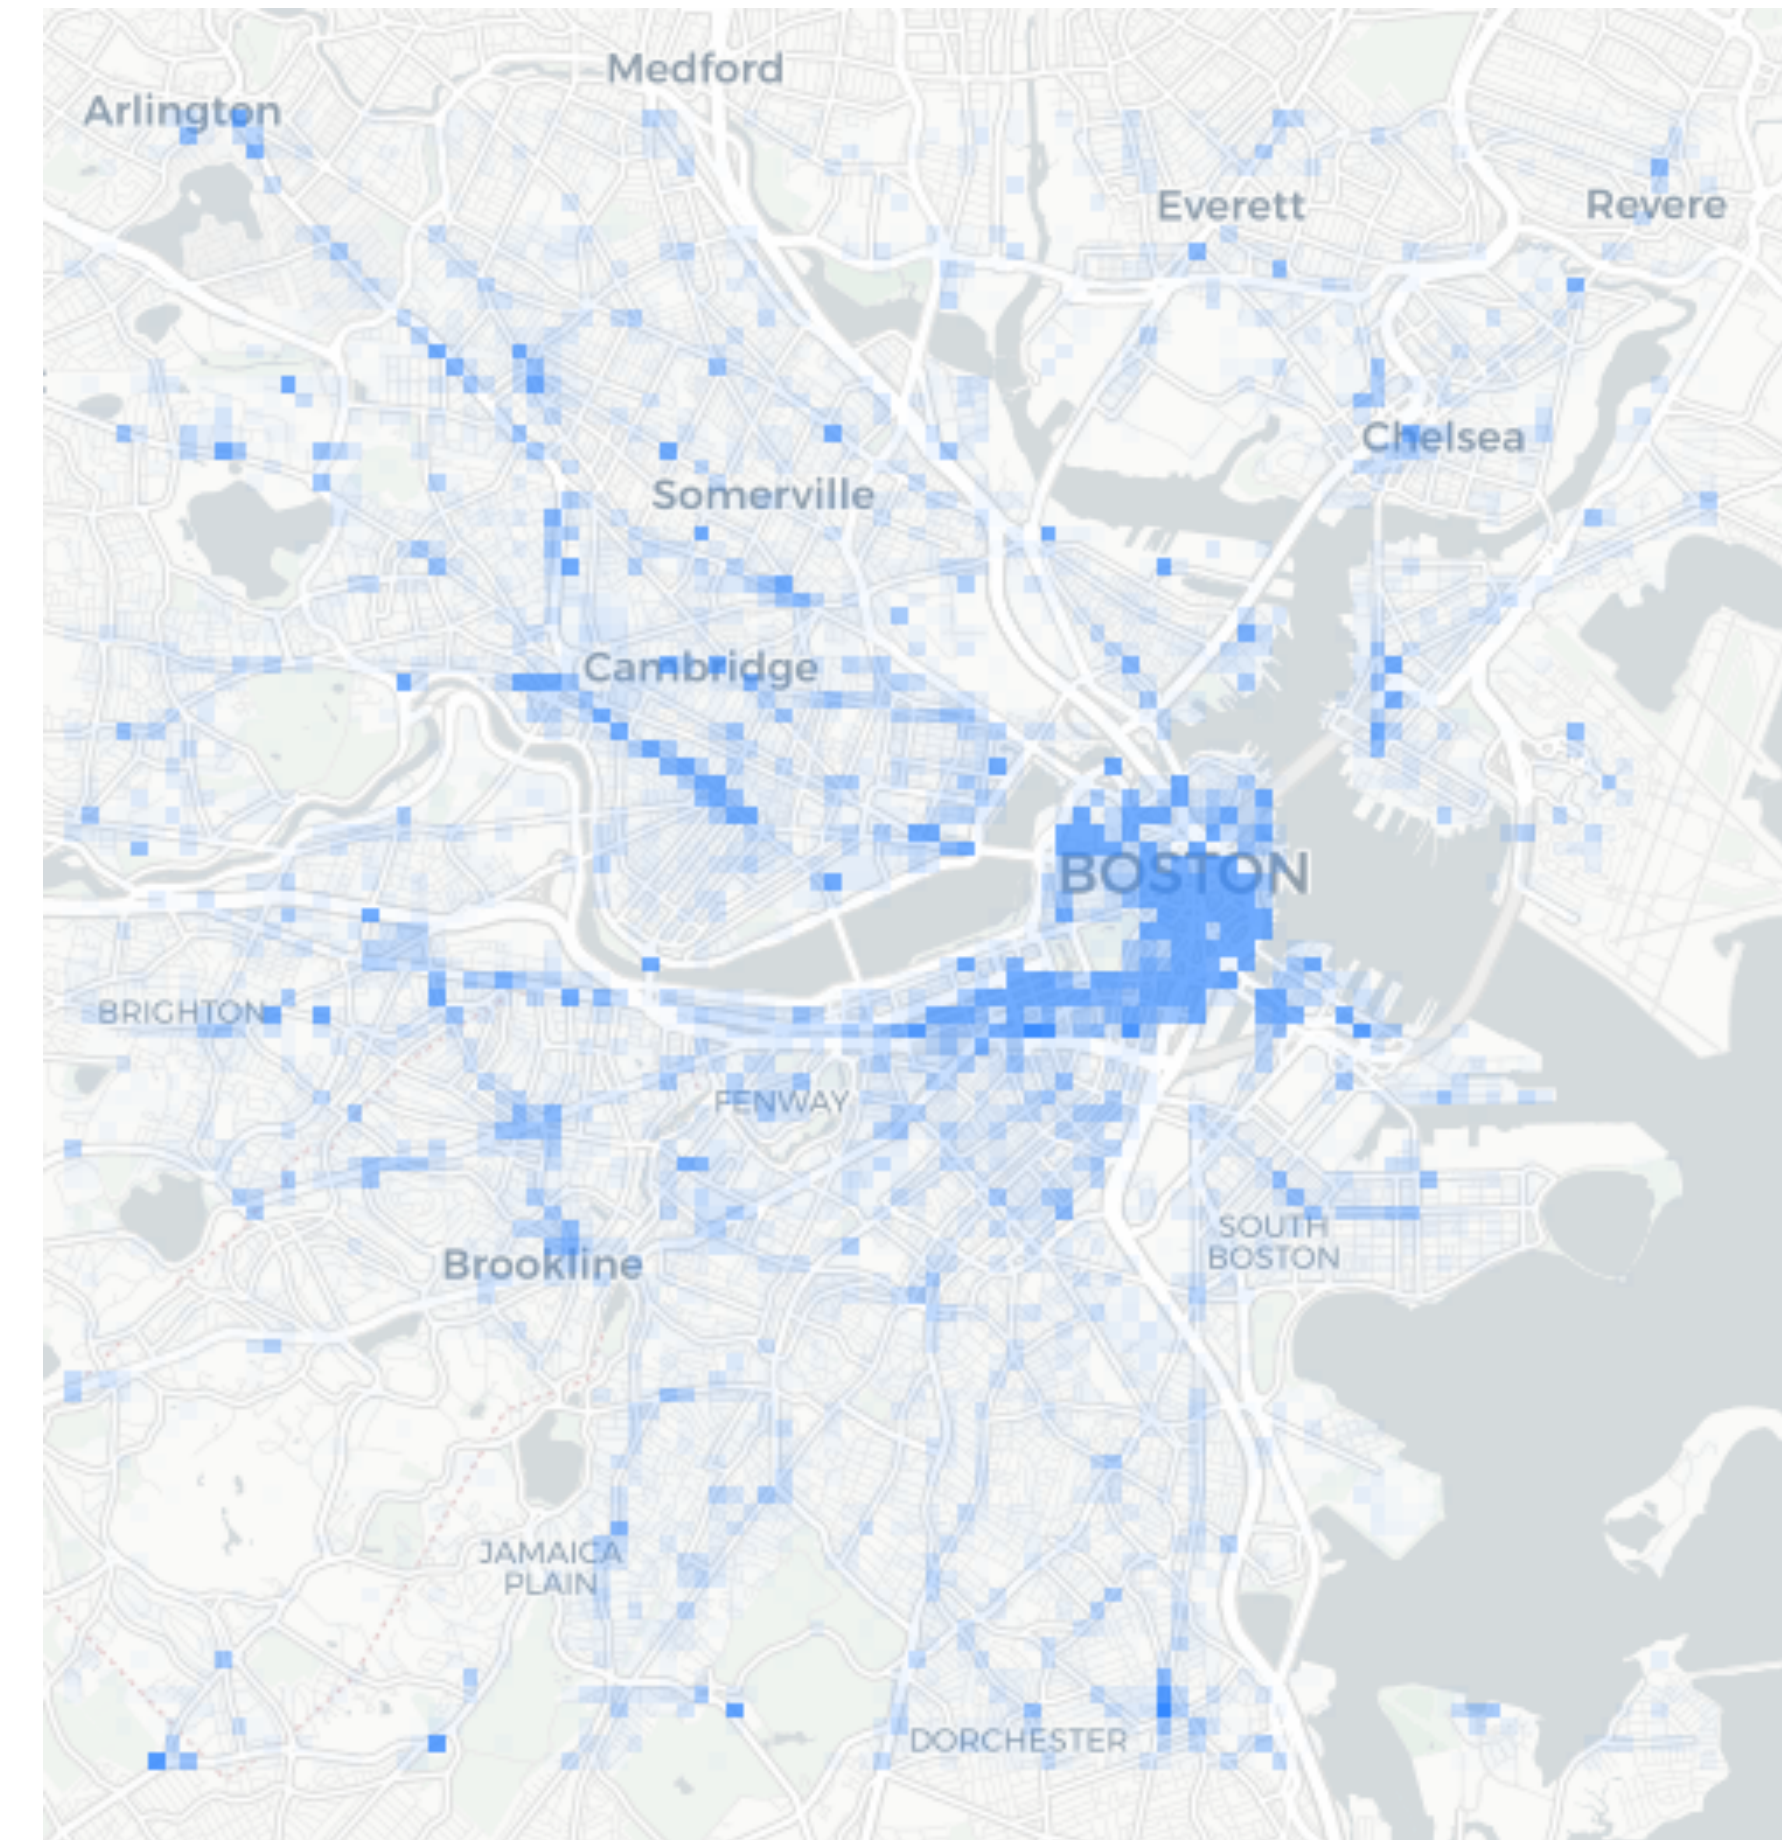 Medford
Arlington
Everett
Revere
Chelsea
Somerville
Cambridge
BOSTON
BRIGHTON
FENWAY
SOUTH
BOSTON
Brookline
JAMAICA
PLAIN
DORCHESTER